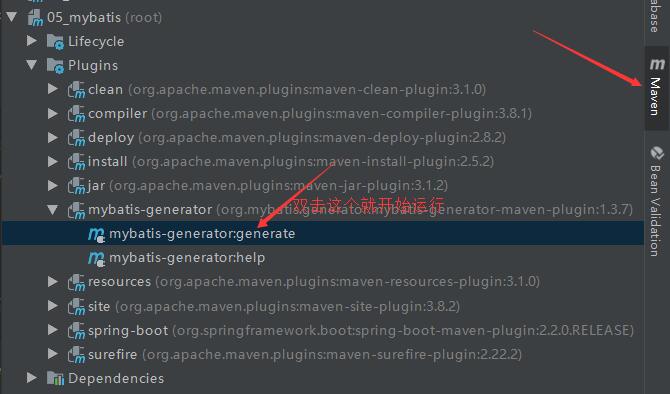 05_mybatis (root)
Lifecycle
Plugins
clean (org.apache.maven.plugins:maven-clean-plugin:3.1.0)
compiler (org.apache.maven.plugins:maven-compiler-plugin:3.8.1)
deploy (org.apache.maven.plugins:maven-deploy-plugin:2.8.2)
install (org.apache.maven.plugins:maven-install-plugin:2.5.2)
jar (org.apache.maven.plugins:maven-jar-plugin:3.1.2)
mybatis-generator (org.mybatis.generator:mybatis-generator-maven-plugin:1.3.7)
双击这个就开始运行
mybatis-generator:generate
mybatis-generator:help
resources (org.apache.maven.plugins:maven-resources-plugin:3.1.0)
site (org.apache.maven.plugins:maven-site-plugin:3.8.2)
spring-boot (org.springframework.boot:spring-boot-maven-plugin:2.2.0.RELEASE)
surefire (org.apache.maven.plugins:maven-surefire-plugin:2.22.2)
Dependencies
Maven
Bean Validation